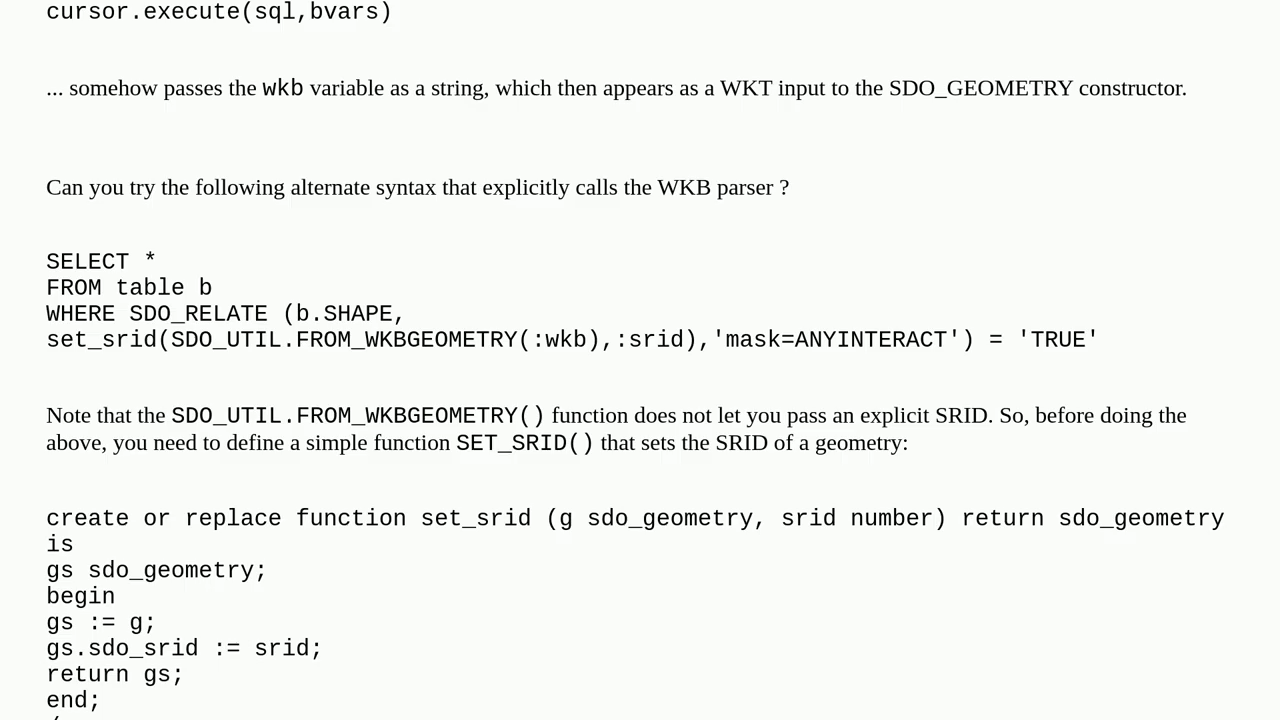 cursor.execute(sql,bvars)
... somehow passes the wkb variable as a string, which then appears as a WKT input to the SDO_GEOMETRY constructor.
Can you try the following alternate syntax that explicitly calls the WKB parser ?
SELECT *
FROM table b
WHERE SDO_RELATE (b.SHAPE,
set_srid(SDO_UTIL.FROM_WKBGEOMETRY(:wkb),:srid),'mask=ANYINTERACT') = 'TRUE'
Note that the SDO_UTIL.FROM_WKBGEOMETRY() function does not let you pass an explicit SRID. So, before doing the
above, you need to define a simple function SET_SRID() that sets the SRID of a geometry:
create or replace function set_srid (g sdo_geometry, srid number) return sdo_geometry
is
gs sdo_geometry;
begin
gs := g;
gs.sdo_srid := srid;
return gs;
end;